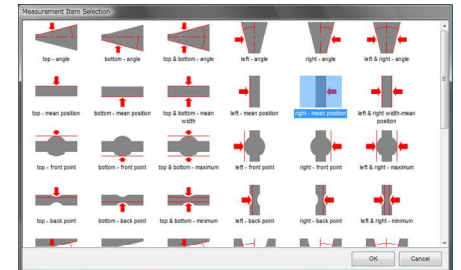 Measurement Item Selection
top - angle
bottom - angle
top & bottom - angle
left - angle
right - angle
left & right - angle
top - mean position
bottom - mean position
top & bottom - mean
width
left - mean position
right - mean position
left & right width-mean
position
top - front point
bottom - front point
top & bottom - maximum
left - front point
right - front point
left & right - maximum
top - back point
bottom - back point
top & bottom - minimum
left - back point
right - back point
left & right - minimum
OK
Cancel